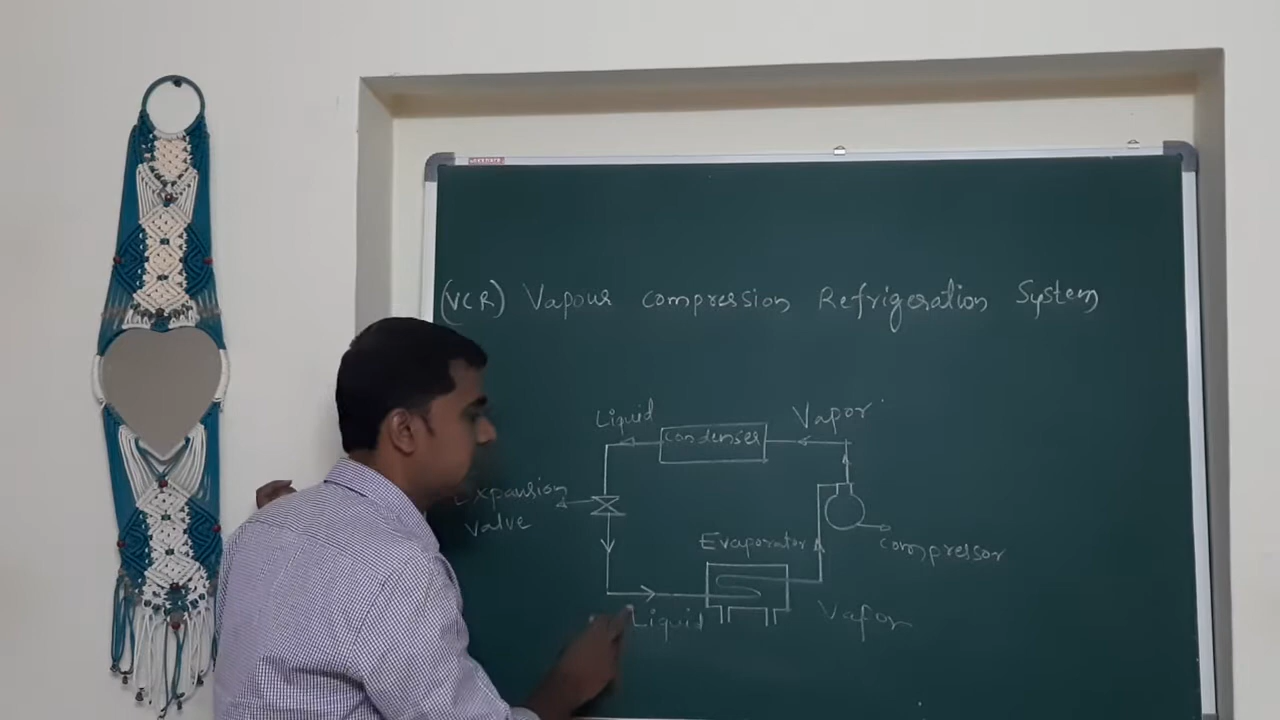 (VCR) Vapour compression Refrigeration System
Liquid
condenser
Vapor
Expansion
valve
Evaporator
compressor
Liquid
Vapor